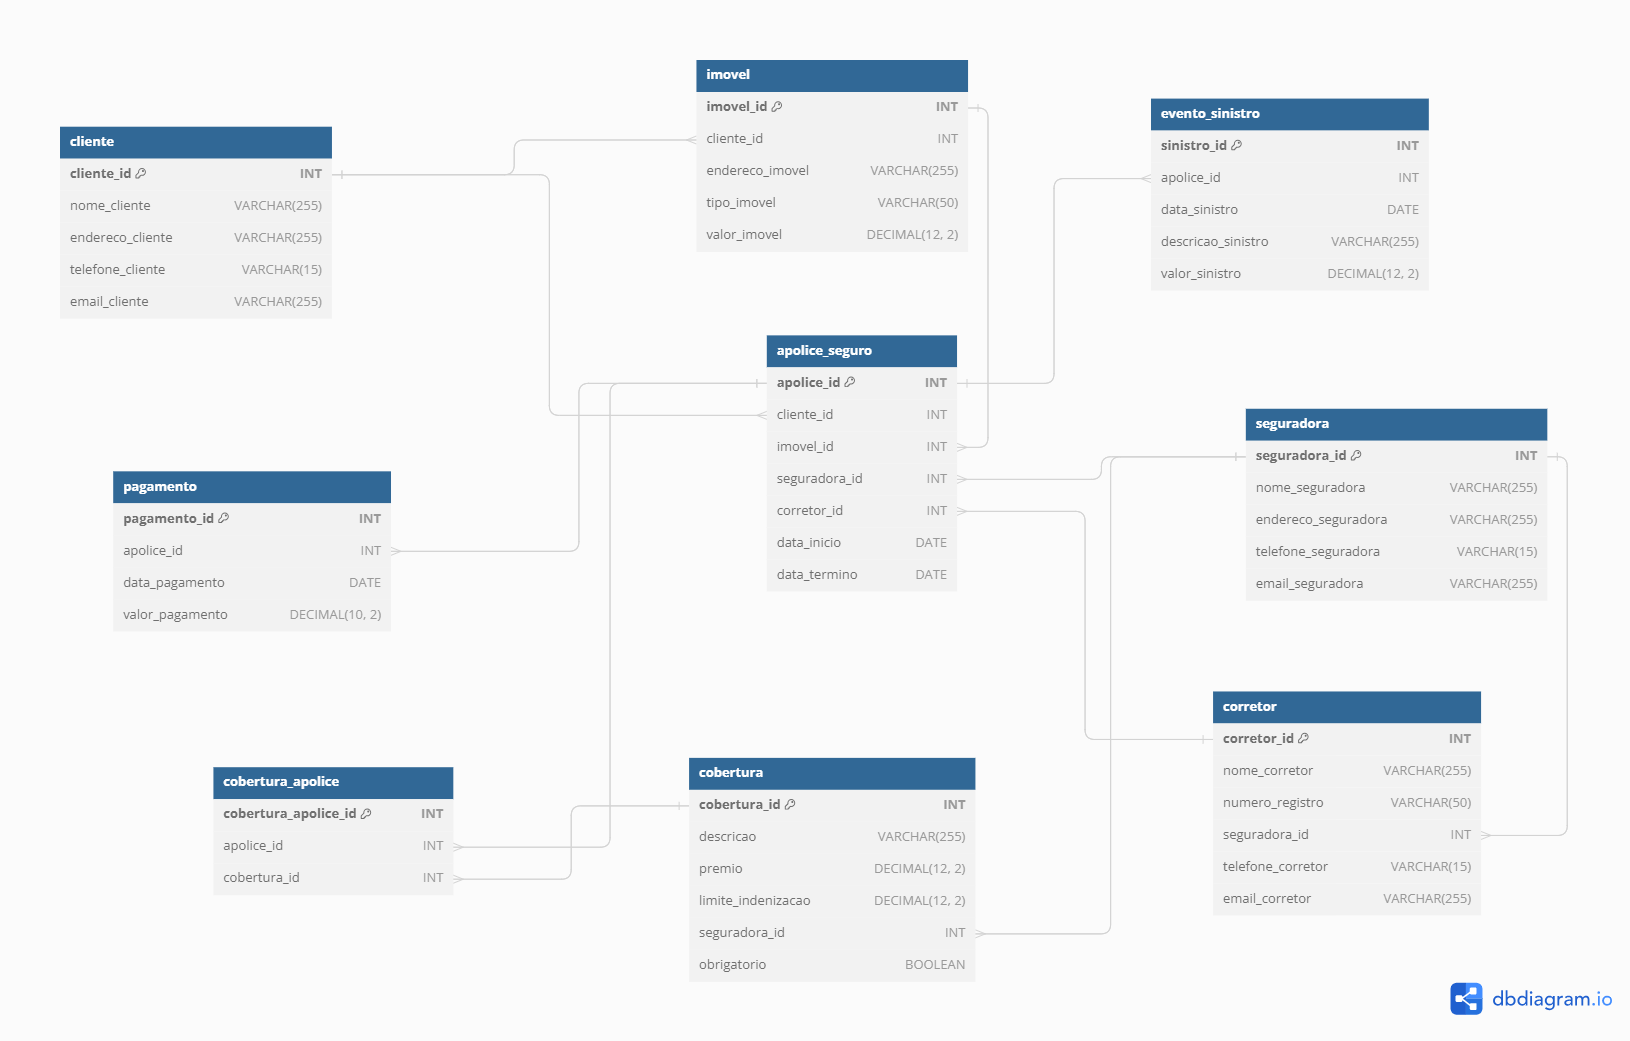 imovel
imovel_id INT
cliente_id INT
endereco_imovel VARCHAR(255)
tipo_imovel VARCHAR(50)
valor_imovel DECIMAL(12, 2)
evento_sinistro
sinistro_id INT
apolice_id INT
data_sinistro DATE
descricao_sinistro VARCHAR(255)
valor_sinistro DECIMAL(12, 2)
cliente
cliente_id INT
nome_cliente VARCHAR(255)
endereco_cliente VARCHAR(255)
telefone_cliente VARCHAR(15)
email_cliente VARCHAR(255)
apolice_seguro
apolice_id INT
cliente_id INT
imovel_id INT
seguradora_id INT
corretor_id INT
data_inicio DATE
data_termino DATE
seguradora
seguradora_id INT
nome_seguradora VARCHAR(255)
endereco_seguradora VARCHAR(255)
telefone_seguradora VARCHAR(15)
email_seguradora VARCHAR(255)
pagamento
pagamento_id INT
apolice_id INT
data_pagamento DATE
valor_pagamento DECIMAL(10, 2)
corretor
corretor_id INT
nome_corretor VARCHAR(255)
numero_registro VARCHAR(50)
seguradora_id INT
telefone_corretor VARCHAR(15)
email_corretor VARCHAR(255)
cobertura_apolice
cobertura_apolice_id INT
apolice_id INT
cobertura_id INT
cobertura
cobertura_id INT
descricao VARCHAR(255)
premio DECIMAL(12, 2)
limite_indenizacao DECIMAL(12, 2)
seguradora_id INT
obrigatorio BOOLEAN
dbdiagram.io